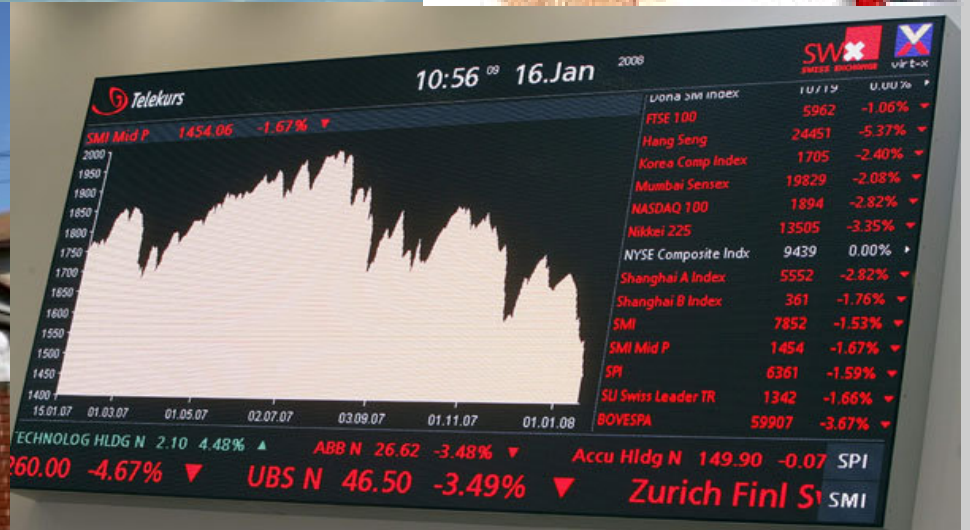 10:56 09 16.Jan 2008
SWX
SWISS EXCHANGE
virt-x
Telekurs
SMI Mid P 1454.06 -1.67%
2000
1950
1900
1850
1800
1750
1700
1650
1600
1550
1500
1450
1400
15.01.07 01.03.07 01.05.07 02.07.07 03.09.07 01.11.07 01.01.08
SMI Index 10719 0.00%
FTSE 100 5962 -1.06%
Hang Seng 24451 -5.37%
Korea Comp Index 1705 -2.40%
Mumbai Sensex 19829 -2.08%
NASDAQ 100 1894 -2.82%
Nikkei 225 13505 -3.35%
NYSE Composite Indx 9439 0.00%
Shanghai A Index 5552 -2.82%
Shanghai B Index 361 -1.76%
SMI 7852 -1.53%
SMI Mid P 1454 -1.67%
SPI 6361 -1.59%
SLI Swiss Leader TR 1342 -1.66%
BOVESPA 59907 -3.67%
ECHNOLOG HLDG N 2.10 4.48% ABB N 26.62 -3.48% Accu Hldg N 149.90 -0.07 SPI
360.00 -4.67% UBS N 46.50 -3.49% Zurich Finl SMI